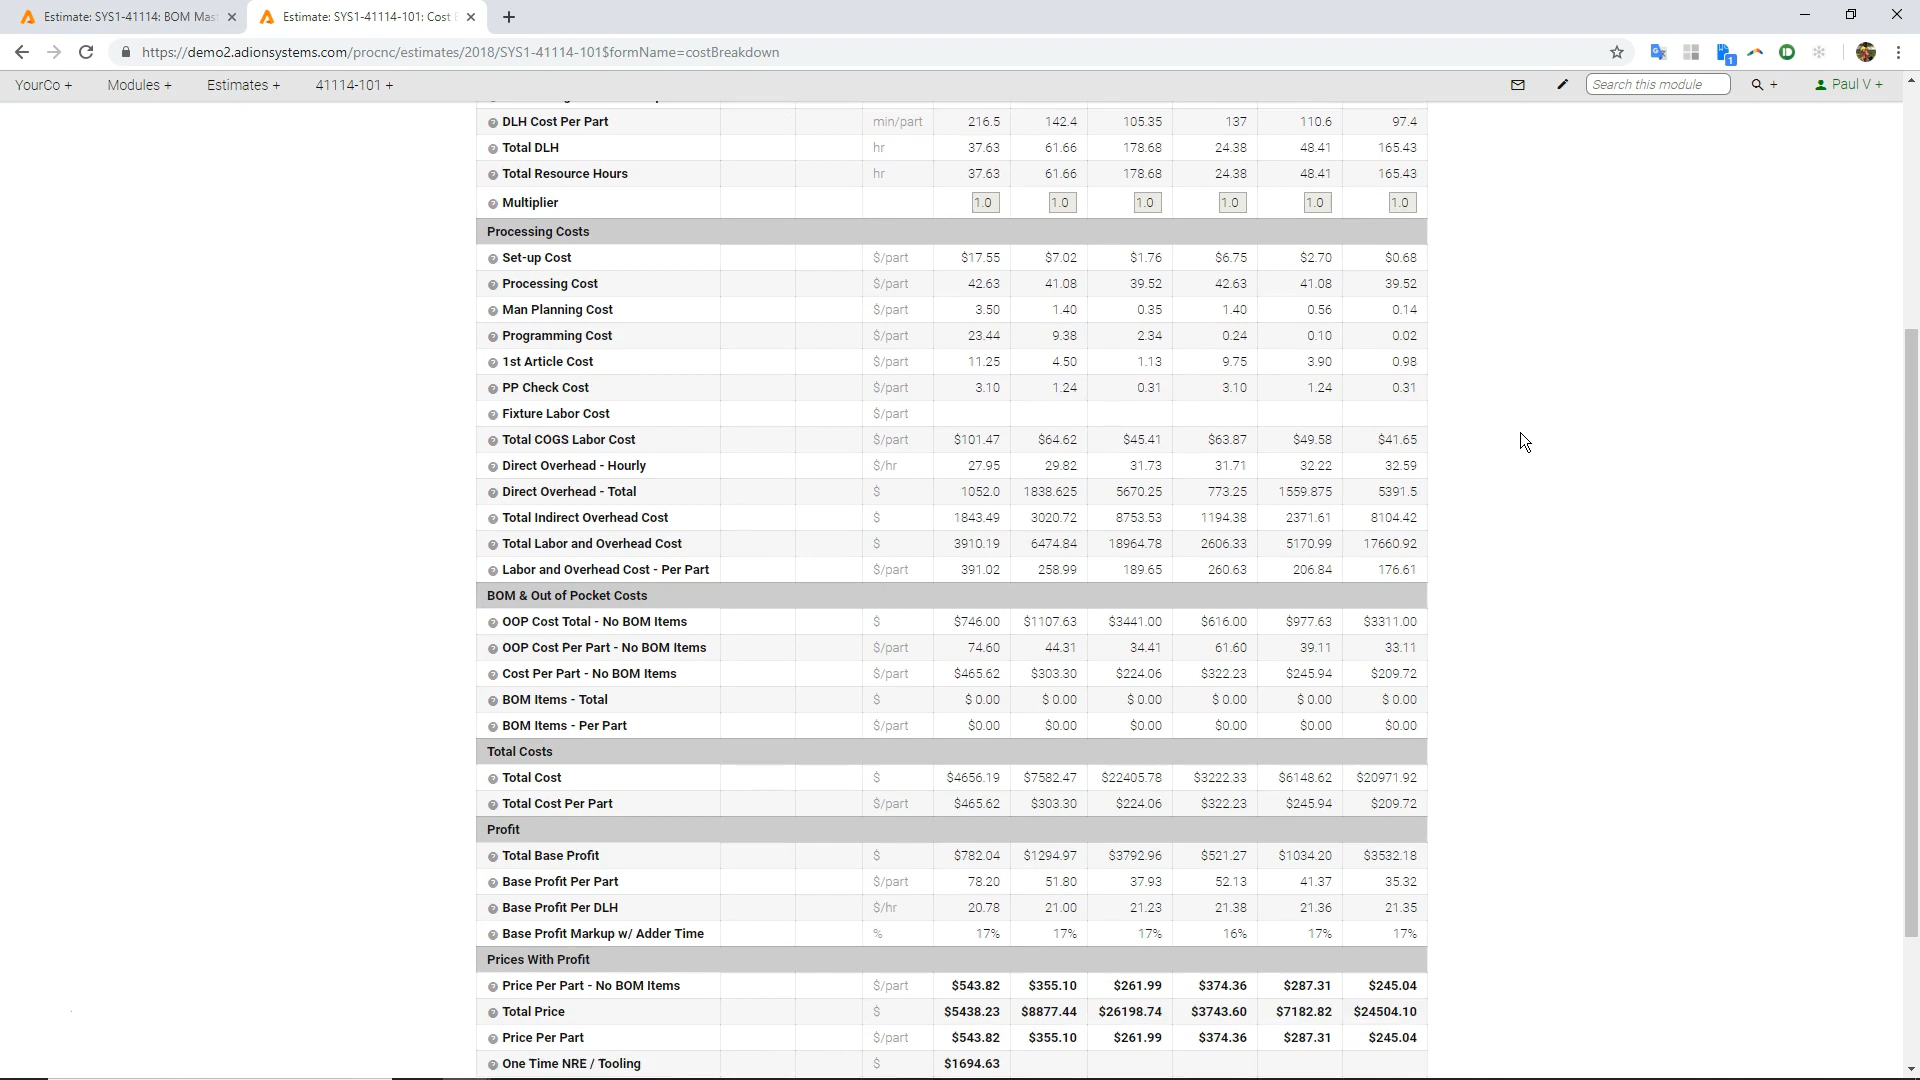 Estimate: SYS1-41114: BOM Mas
Estimate: SYS1-41114-101: Cost E
https://demo2.adionsystems.com/procnc/estimates/2018/SYS1-41114-101$formName=costBreakdown
1
YourCo + Modules + Estimates + 41114-101 + Search this module + Paul V +
DLH Cost Per Part min/part 216.5 142.4 105.35 137 110.6 97.4
Total DLH hr 37.63 61.66 178.68 24.38 48.41 165.43
Total Resource Hours hr 37.63 61.66 178.68 24.38 48.41 165.43
Multiplier 1.0 1.0 1.0 1.0 1.0 1.0
Processing Costs
Set-up Cost $/part $17.55 $7.02 $1.76 $6.75 $2.70 $0.68
Processing Cost $/part 42.63 41.08 39.52 42.63 41.08 39.52
Man Planning Cost $/part 3.50 1.40 0.35 1.40 0.56 0.14
Programming Cost $/part 23.44 9.38 2.34 0.24 0.10 0.02
1st Article Cost $/part 11.25 4.50 1.13 9.75 3.90 0.98
PP Check Cost $/part 3.10 1.24 0.31 3.10 1.24 0.31
Fixture Labor Cost $/part
Total COGS Labor Cost $/part $101.47 $64.62 $45.41 $63.87 $49.58 $41.65
Direct Overhead - Hourly $/hr 27.95 29.82 31.73 31.71 32.22 32.59
Direct Overhead - Total $ 1052.0 1838.625 5670.25 773.25 1559.875 5391.5
Total Indirect Overhead Cost $ 1843.49 3020.72 8753.53 1194.38 2371.61 8104.42
Total Labor and Overhead Cost $ 3910.19 6474.84 18964.78 2606.33 5170.99 17660.92
Labor and Overhead Cost - Per Part $/part 391.02 258.99 189.65 260.63 206.84 176.61
BOM & Out of Pocket Costs
OOP Cost Total - No BOM Items $ $746.00 $1107.63 $3441.00 $616.00 $977.63 $3311.00
OOP Cost Per Part - No BOM Items $/part 74.60 44.31 34.41 61.60 39.11 33.11
Cost Per Part - No BOM Items $/part $465.62 $303.30 $224.06 $322.23 $245.94 $209.72
BOM Items - Total $ $ 0.00 $ 0.00 $ 0.00 $ 0.00 $ 0.00 $ 0.00
BOM Items - Per Part $/part $0.00 $0.00 $0.00 $0.00 $0.00 $0.00
Total Costs
Total Cost $ $4656.19 $7582.47 $22405.78 $3222.33 $6148.62 $20971.92
Total Cost Per Part $/part $465.62 $303.30 $224.06 $322.23 $245.94 $209.72
Profit
Total Base Profit $ $782.04 $1294.97 $3792.96 $521.27 $1034.20 $3532.18
Base Profit Per Part $/part 78.20 51.80 37.93 52.13 41.37 35.32
Base Profit Per DLH $/hr 20.78 21.00 21.23 21.38 21.36 21.35
Base Profit Markup w/ Adder Time % 17% 17% 17% 16% 17% 17%
Prices With Profit
Price Per Part - No BOM Items $/part $543.82 $355.10 $261.99 $374.36 $287.31 $245.04
Total Price $ $5438.23 $8877.44 $26198.74 $3743.60 $7182.82 $24504.10
Price Per Part $/part $543.82 $355.10 $261.99 $374.36 $287.31 $245.04
One Time NRE / Tooling $ $1694.63